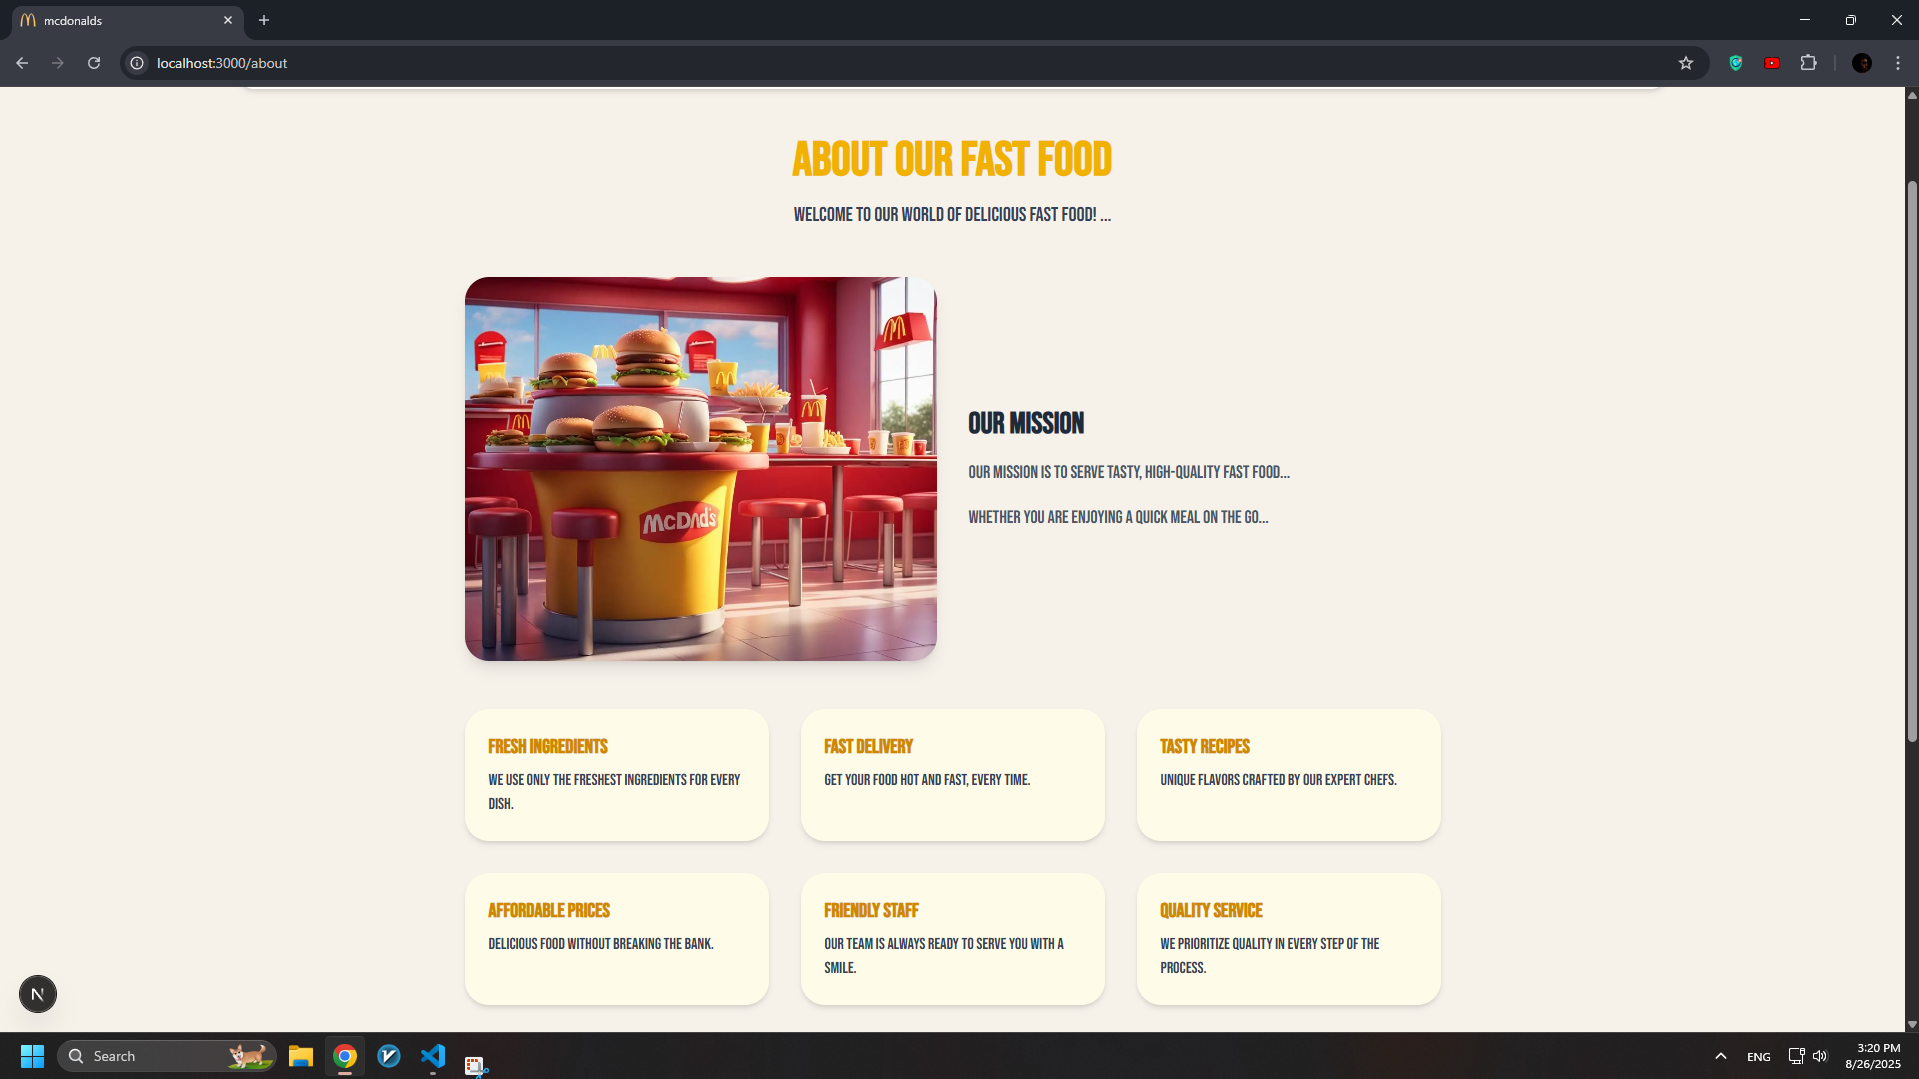 mcdonalds
localhost:3000/about
ABOUT OUR FAST FOOD
WELCOME TO OUR WORLD OF DELICIOUS FAST FOOD! ...
McDnd's
OUR MISSION
OUR MISSION IS TO SERVE TASTY, HIGH-QUALITY FAST FOOD...
WHETHER YOU ARE ENJOYING A QUICK MEAL ON THE GO...
FRESH INGREDIENTS
WE USE ONLY THE FRESHEST INGREDIENTS FOR EVERY
DISH.
FAST DELIVERY
GET YOUR FOOD HOT AND FAST, EVERY TIME.
TASTY RECIPES
UNIQUE FLAVORS CRAFTED BY OUR EXPERT CHEFS.
AFFORDABLE PRICES
DELICIOUS FOOD WITHOUT BREAKING THE BANK.
FRIENDLY STAFF
OUR TEAM IS ALWAYS READY TO SERVE YOU WITH A
SMILE.
QUALITY SERVICE
WE PRIORITIZE QUALITY IN EVERY STEP OF THE
PROCESS.
N
Search
ENG
3:20 PM
8/26/2025